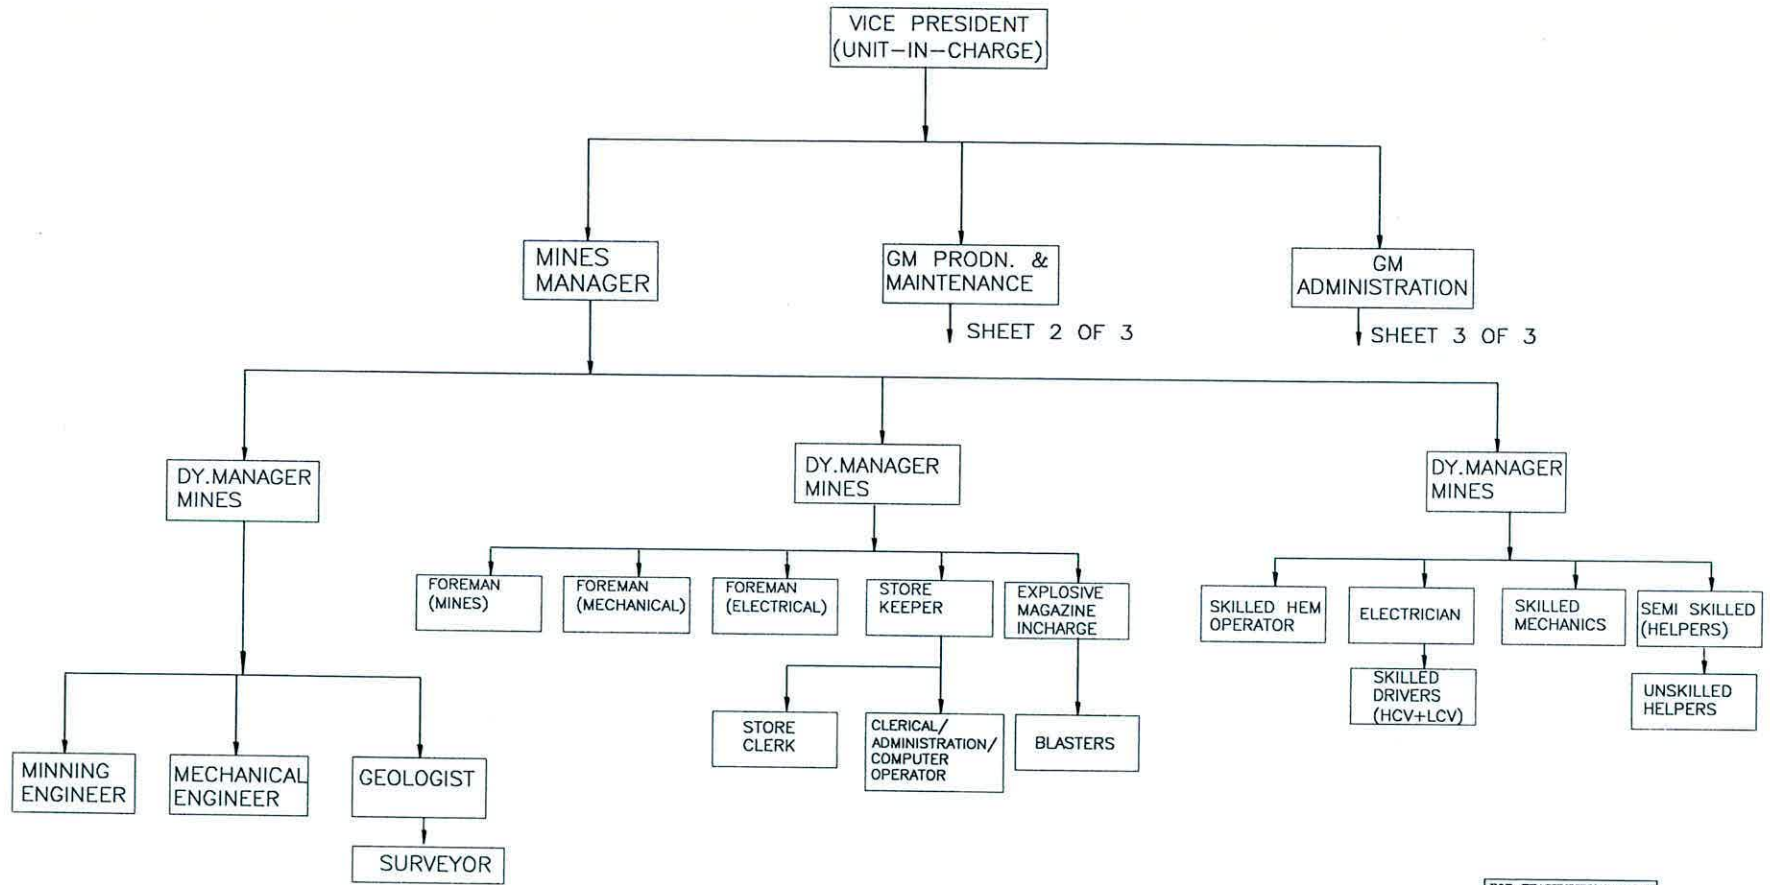 VICE PRESIDENT
(UNIT-IN-CHARGE)
MINES
MANAGER
GM PRODN. &
MAINTENANCE
GM
ADMINISTRATION
SHEET 2 OF 3
SHEET 3 OF 3
DY.MANAGER
MINES
DY.MANAGER
MINES
DY.MANAGER
MINES
FOREMAN
(MINES)
FOREMAN
(MECHANICAL)
FOREMAN
(ELECTRICAL)
STORE
KEEPER
EXPLOSIVE
MAGAZINE
INCHARGE
SKILLED HEM
OPERATOR
ELECTRICIAN
SKILLED
MECHANICS
SEMI SKILLED
(HELPERS)
STORE
CLERK
CLERICAL/
ADMINISTRATION/
COMPUTER
OPERATOR
BLASTERS
SKILLED
DRIVERS
(HCV+LCV)
UNSKILLED
HELPERS
MINNING
ENGINEER
MECHANICAL
ENGINEER
GEOLOGIST
SURVEYOR